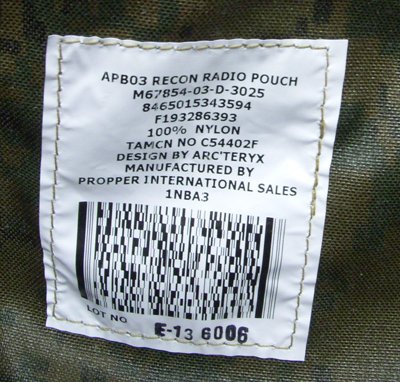 APB03 RECON RADIO POUCH
M67854-03-D-3025
8465015343594
F193286393
100% NYLON
TAMCN NO C54402F
DESIGN BY ARC'TERYX
MANUFACTURED BY
PROPPER INTERNATIONAL SALES
1NBA3
LOT NO E-13 6006